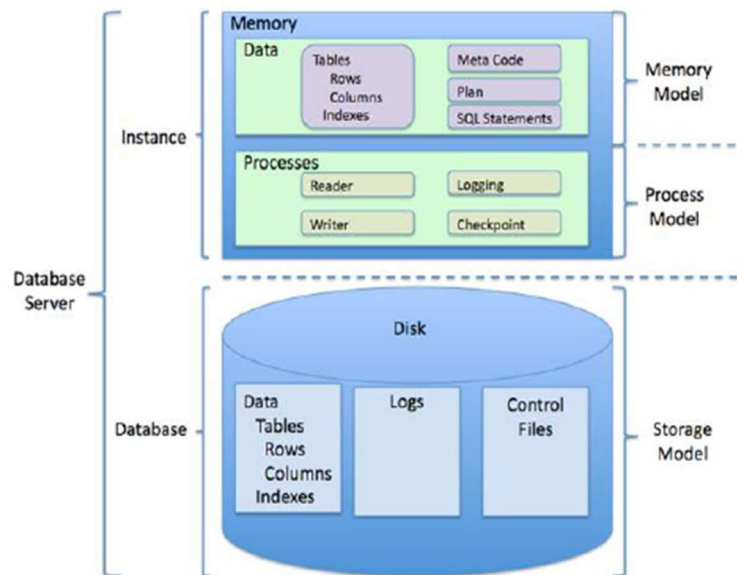 Memory
Data
Tables
Rows
Columns
Indexes
Meta Code
Plan
SQL Statements
Memory
Model
Instance
Processes
Reader
Logging
Writer
Checkpoint
Process
Model
Database
Server
Disk
Data
Tables
Rows
Columns
Indexes
Logs
Control
Files
Database
Storage
Model